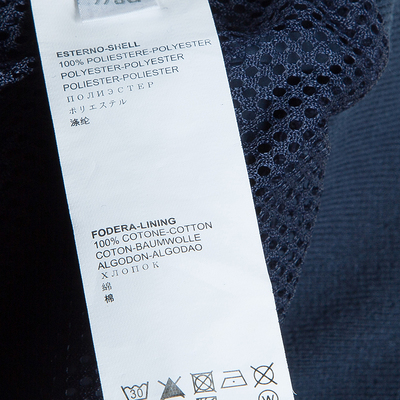 ESTERNO-SHELL
100% POLIESTERE-POLYESTER
POLYESTER-POLYESTER
POLIESTER-POLIESTER
ПОЛИЭСТЕР
ポリエステル
涤纶
FODERA-LINING
100% COTONE-COTTON
COTON-BAUMWOLLE
ALGODON-ALGODAO
ХЛОПОК
綿
棉
30
W